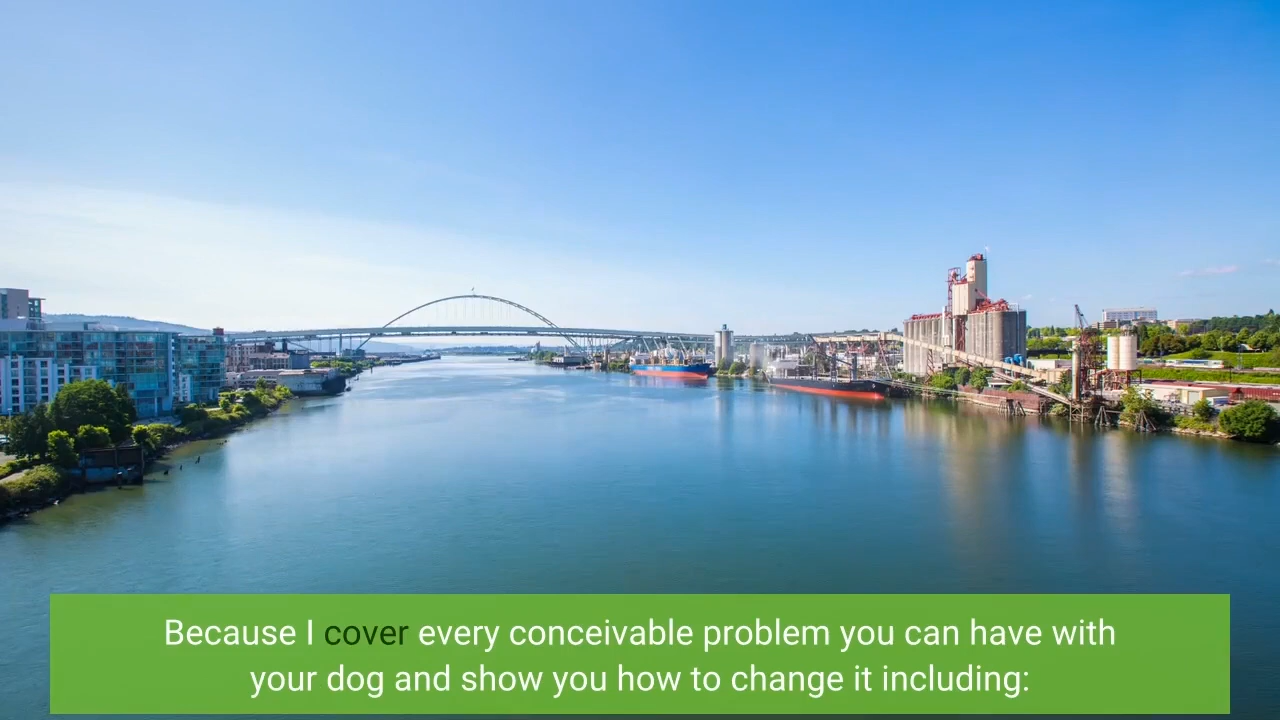 Because I cover every conceivable problem you can have with
your dog and show you how to change it including: